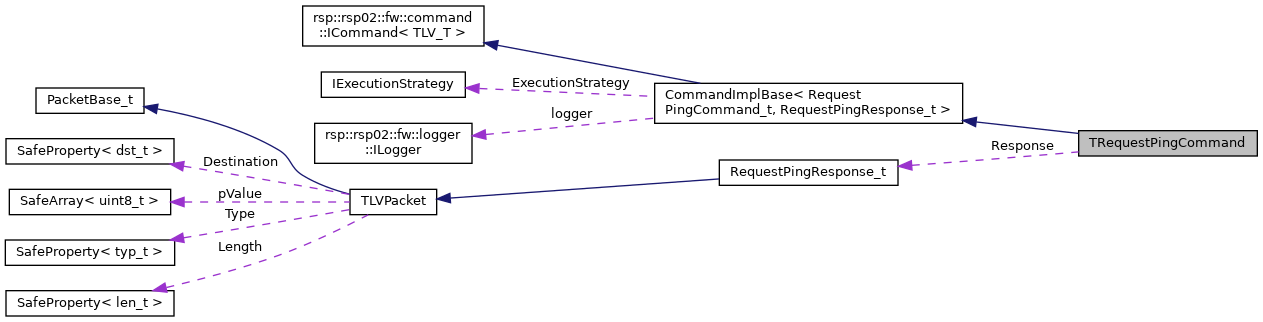 rsp::rsp02::fw::command
::ICommand< TLV_T >
IExecutionStrategy
ExecutionStrategy
CommandImplBase< Request
PingCommand_t, RequestPingResponse_t >
PacketBase_t
logger
rsp::rsp02::fw::logger
::ILogger
TRequestPingCommand
Response
SafeProperty< dst_t >
Destination
RequestPingResponse_t
SafeArray< uint8_t >
pValue
TLVPacket
Type
SafeProperty< typ_t >
Length
SafeProperty< len_t >